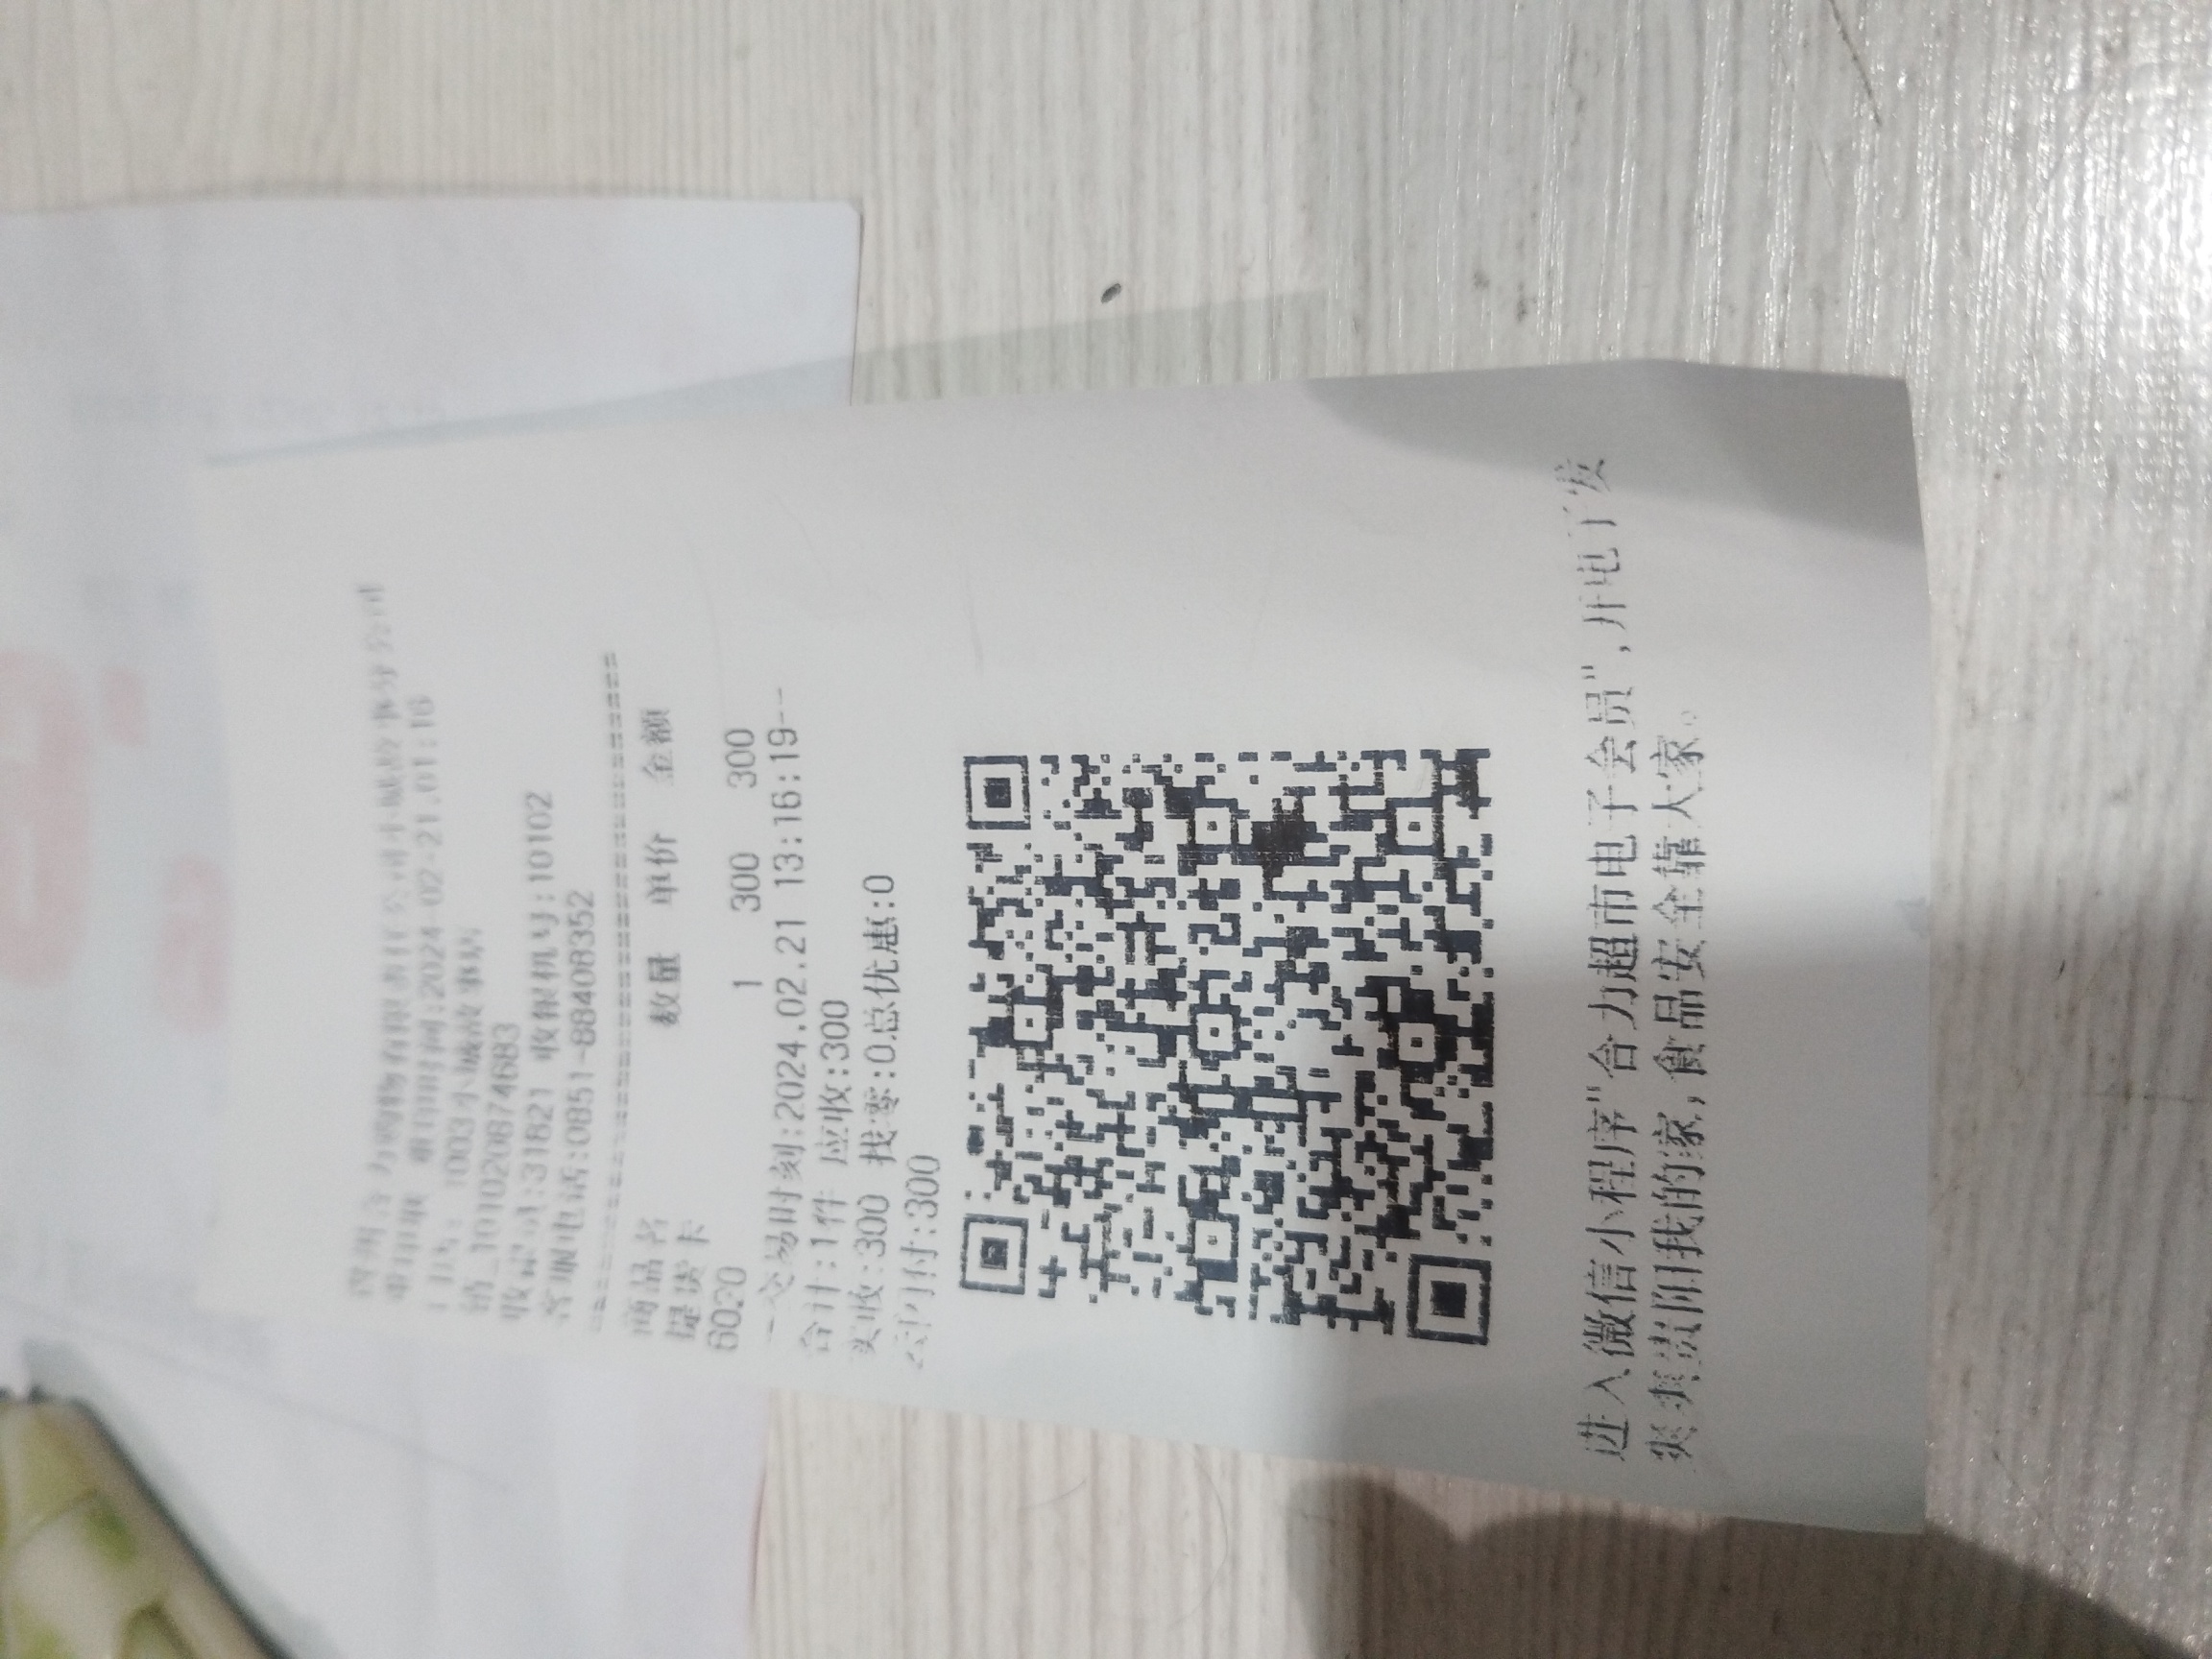 贵州合力购物有限责任公司小城故事分公司
重印单 重印时间:2024-02-21.01:16
门店: 1003小城故事店
销_1010208746​83
收银员:31821 收银机号:10102
客服电话:0851-88408352
商品名 数量 单价 金额
提货卡
6020 1 300 300
--交易时刻:2024.02.21 13:16:19--
合计:1件 应收:300
实收:300 找零:0总优惠:0
云闪付:300
进入微信小程序"合力超市电子会员",开电子发
爽爽贵阳我的家,食品安全靠大家。